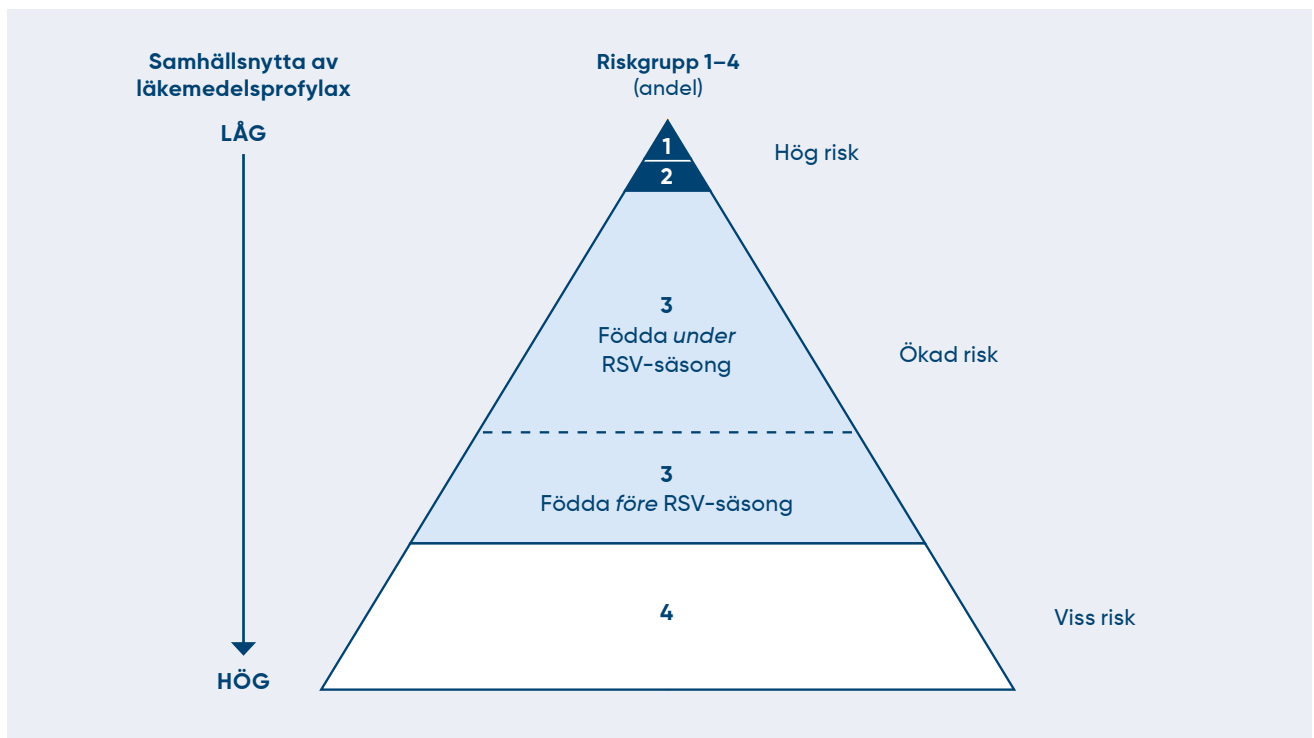 Samhällsnytta av
läkemedelsprofylax
LÅG
HÖG
Riskgrupp 1–4
(andel)
1
2
Hög risk
3
Födda under
RSV-säsong
Ökad risk
3
Födda före RSV-säsong
4
Viss risk